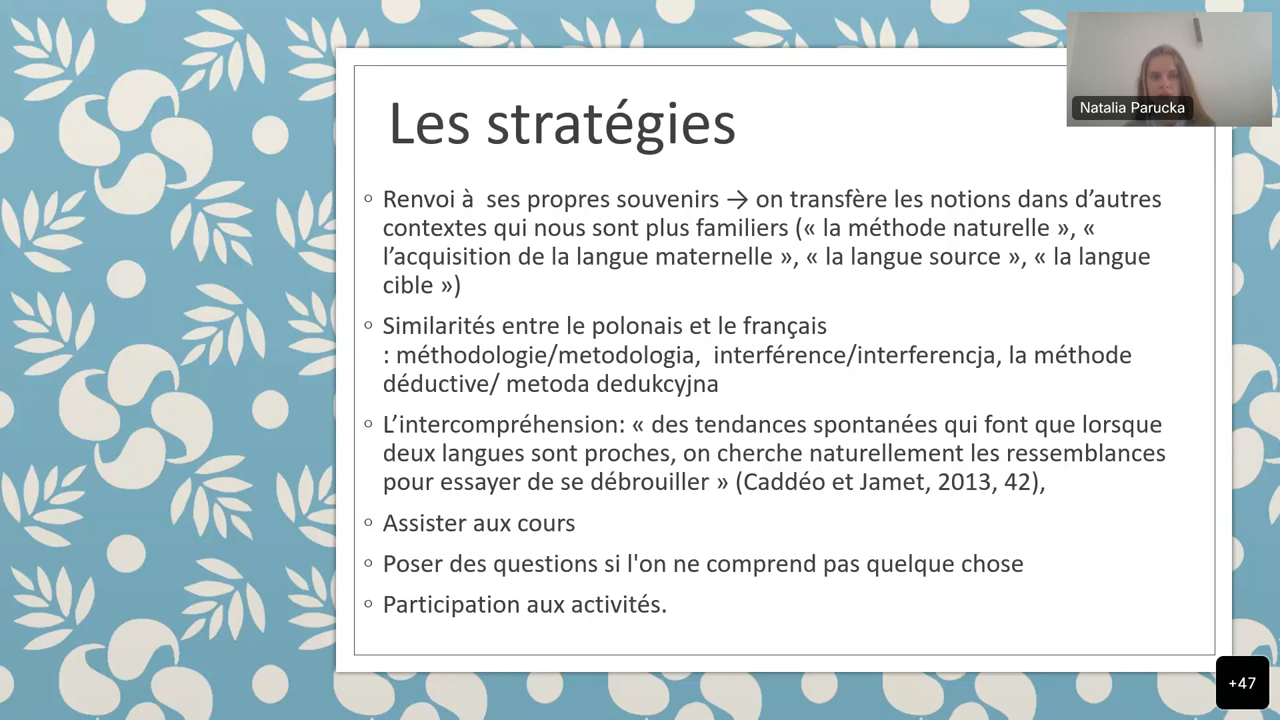 Les stratégies
Natalia Parucka
◦ Renvoi à  ses propres souvenirs → on transfère les notions dans d’autres
contextes qui nous sont plus familiers (« la méthode naturelle », «
l’acquisition de la langue maternelle », « la langue source », « la langue
cible »)
◦ Similarités entre le polonais et le français
: méthodologie/metodologia,  interférence/interferencja, la méthode
déductive/ metoda dedukcyjna
◦ L’intercompréhension: « des tendances spontanées qui font que lorsque
deux langues sont proches, on cherche naturellement les ressemblances
pour essayer de se débrouiller » (Caddéo et Jamet, 2013, 42),
◦ Assister aux cours
◦ Poser des questions si l'on ne comprend pas quelque chose
◦ Participation aux activités.
+47